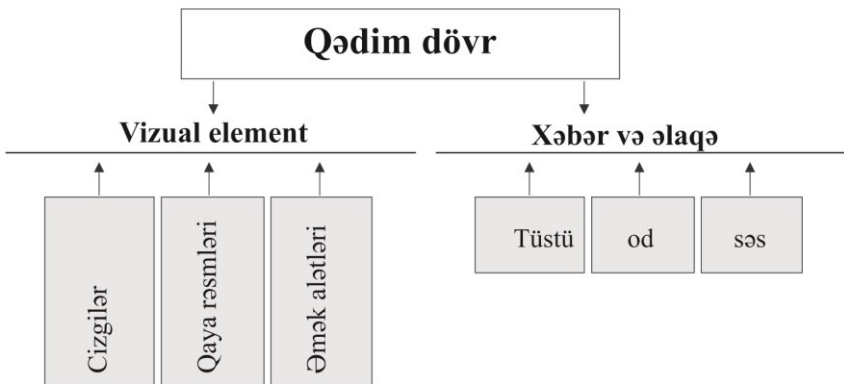 Qədim dövr
Vizual element
Xəbər və əlaqə
Cizgilər
Qaya rəsmləri
Əmək alətləri
Tüstü
od
səs